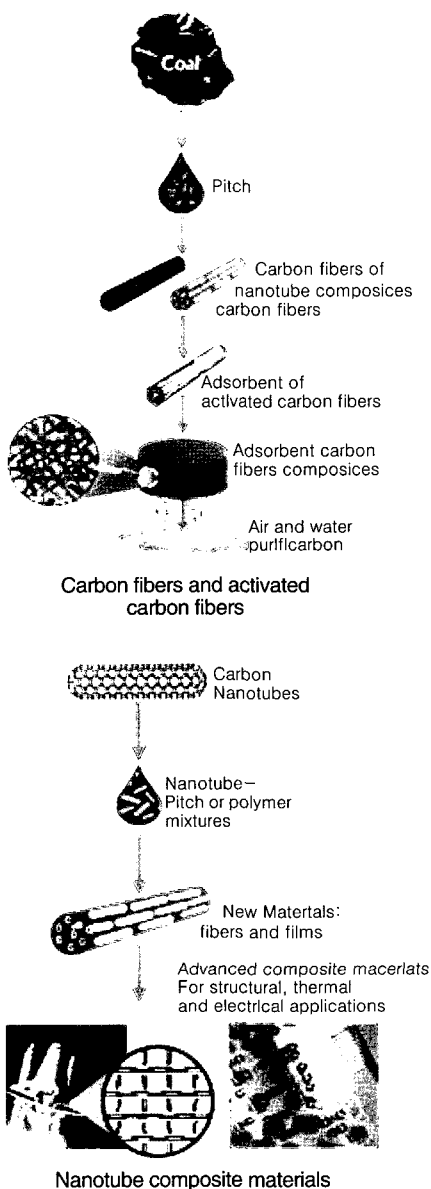 Coal
Pitch
Carbon fibers of
nanotube composices
carbon fibers
Adsorbent of
activated carbon fibers
Adsorbent carbon
fibers composices
Air and water
purlflcarbon
Carbon fibers and activated
carbon fibers
Carbon
Nanotubes
Nanotube–
Pitch or polymer
mixtures
New Matertals:
fibers and films
Advanced composite macerlats
For structural, thermal
and electrlcal applications
Nanotube composite materials